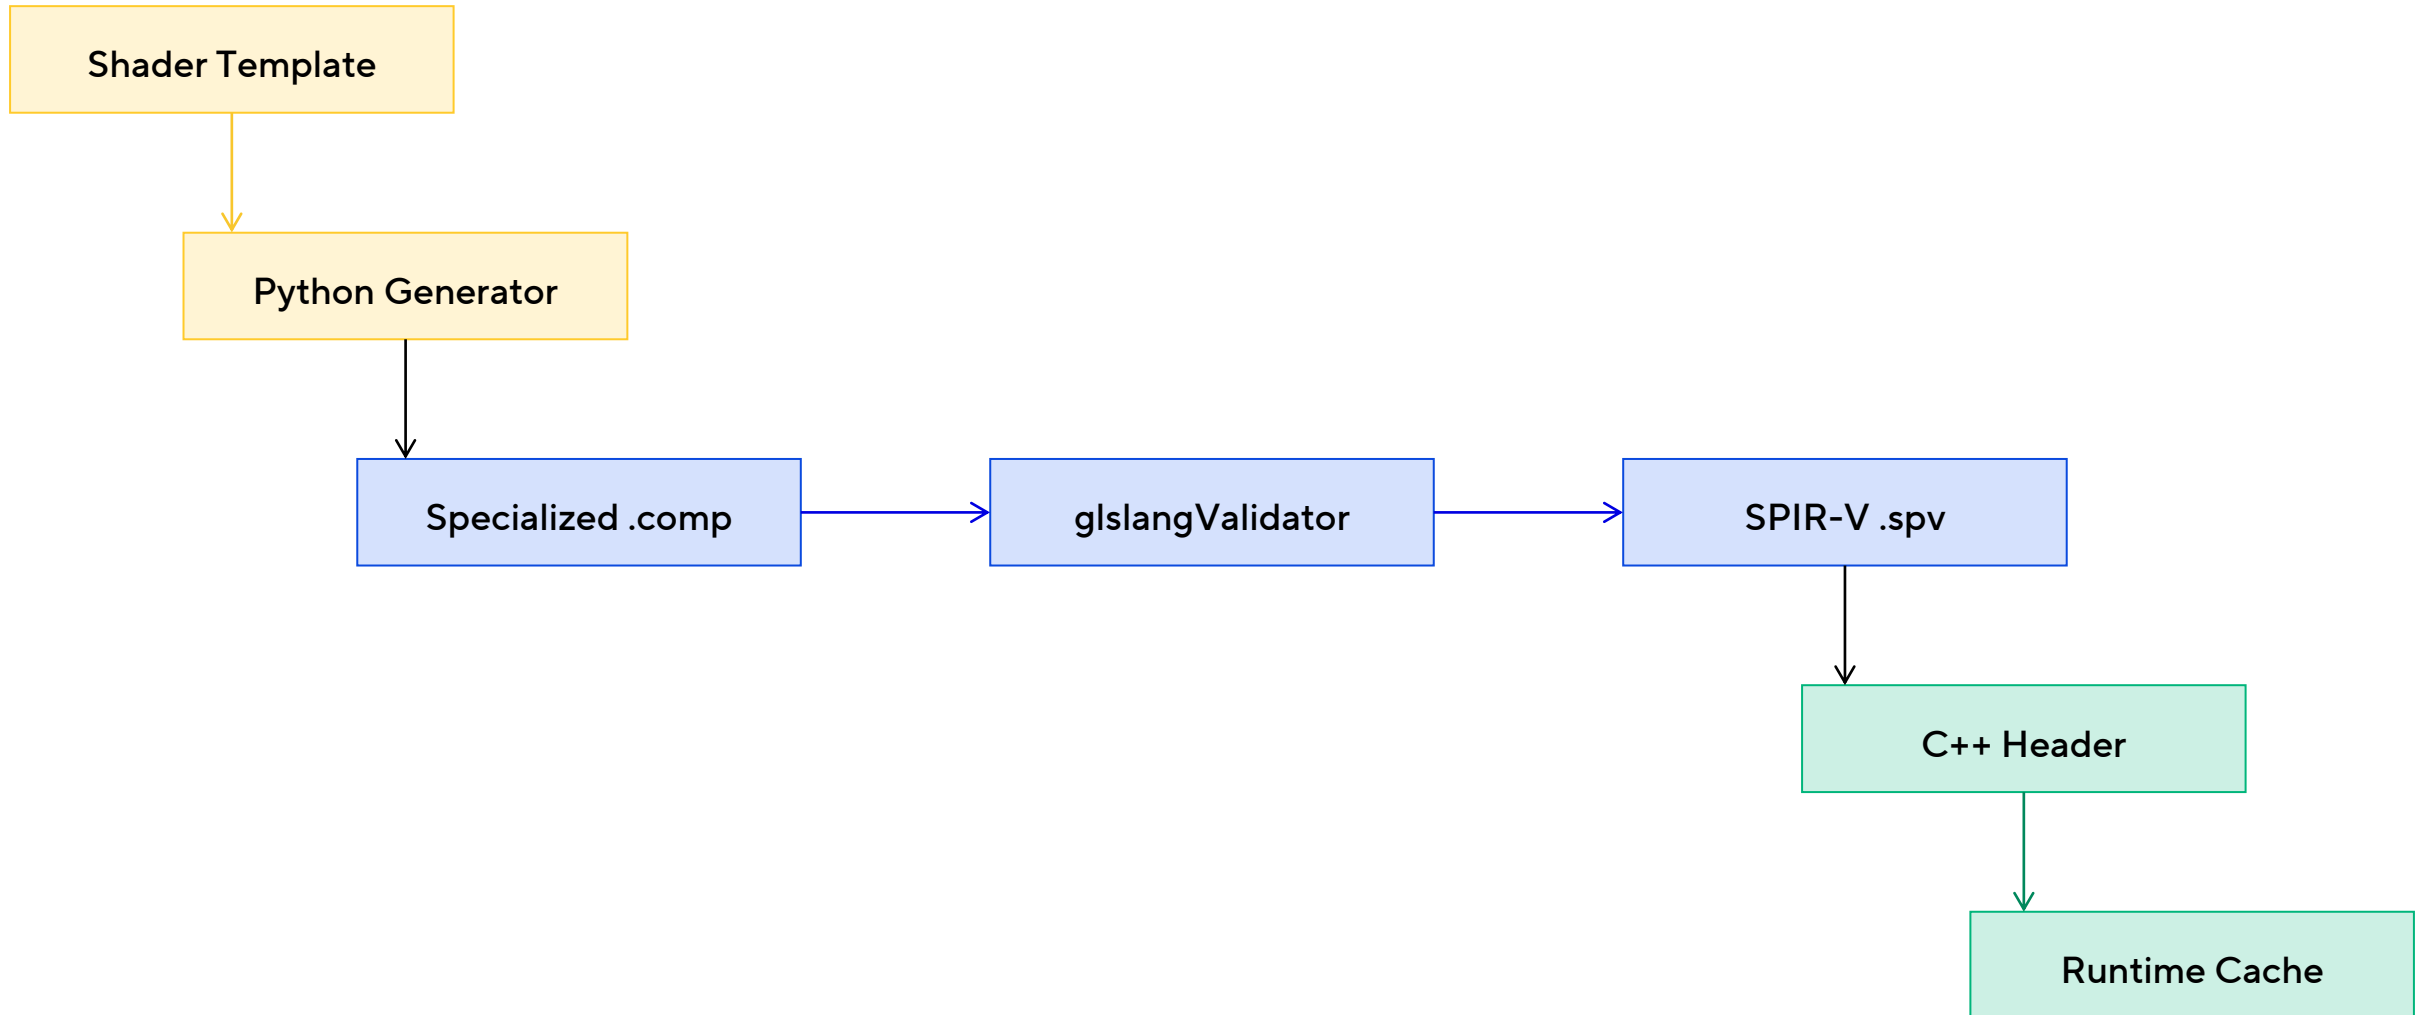 Shader Template
Python Generator
Specialized .comp
glslangValidator
SPIR-V .spv
C++ Header
Runtime Cache